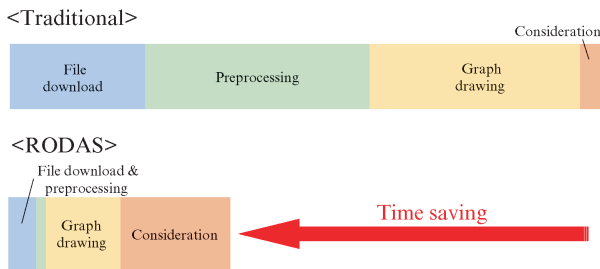 <Traditional>
Consideration
File
download
Preprocessing
Graph
drawing
<RODAS>
File download &
preprocessing
Graph
drawing
Consideration
Time saving